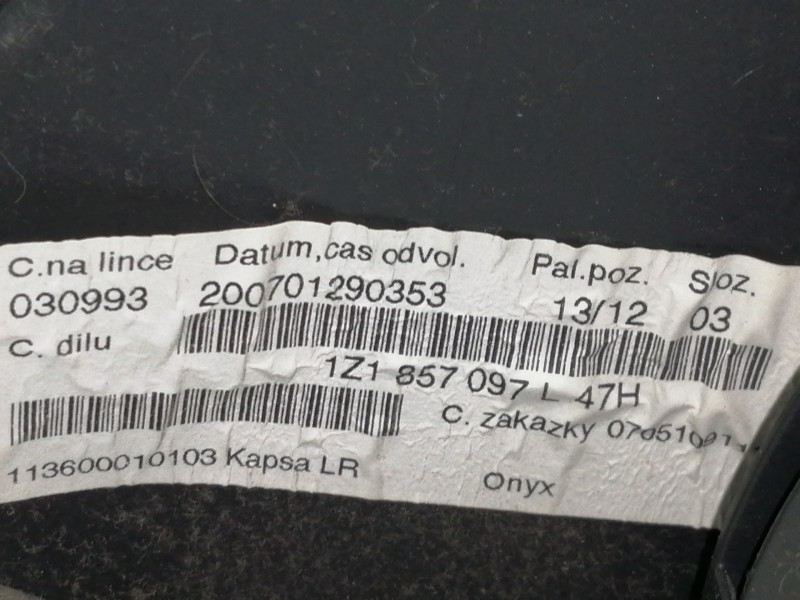 C.na lince Datum,cas odvol. Pal.poz. Sloz.
030993 200701290353 13/12 03
C. dilu 1Z1 857 097 L 47H
C. zakazky
113600010103 Kapsa LR Onyx